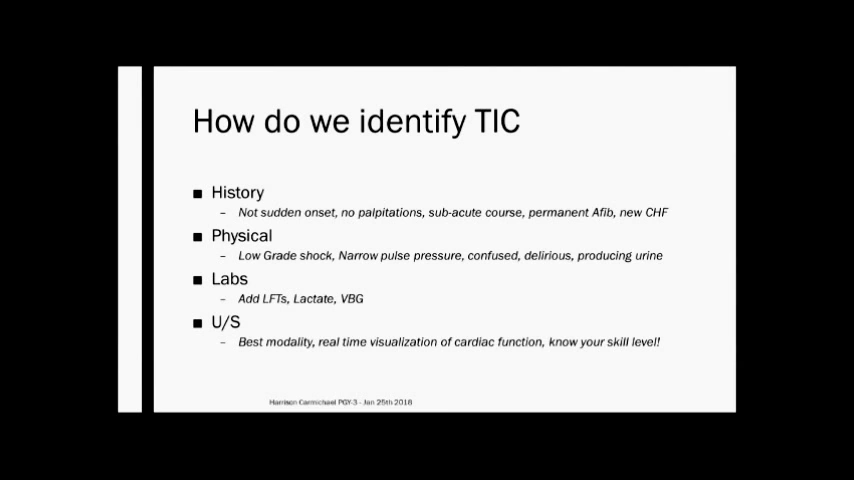 How do we identify TIC
■ History
– Not sudden onset, no palpitations, sub-acute course, permanent Afib, new CHF
■ Physical
– Low Grade shock, Narrow pulse pressure, confused, delirious, producing urine
■ Labs
– Add LFTs, Lactate, VBG
■ U/S
– Best modality, real time visualization of cardiac function, know your skill level!
Harrison Carmichael PGY-3 - Jan 25th 2018